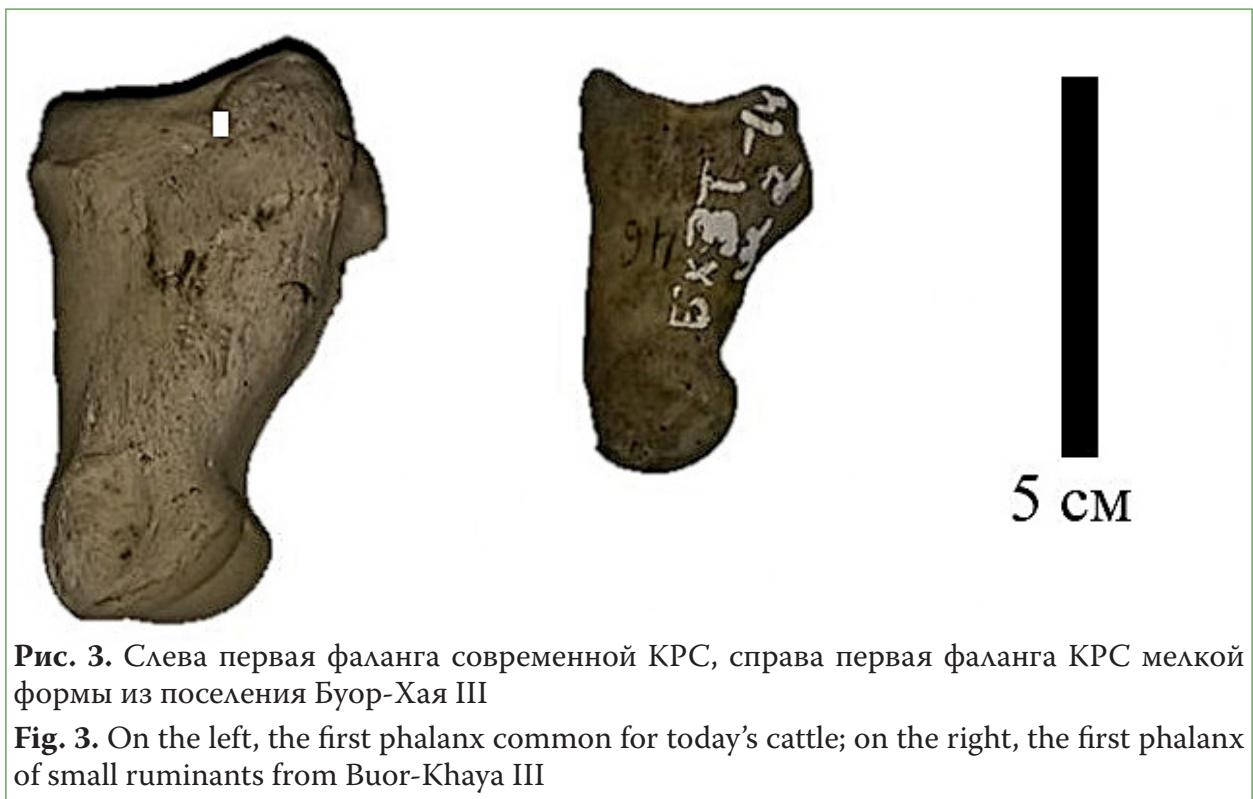 46
5 см
Рис. 3. Слева первая фаланга современной КРС, справа первая фаланга КРС мелкой
формы из поселения Буор-Хая III
Fig. 3. On the left, the first phalanx common for today's cattle; on the right, the first phalanx
of small ruminants from Buor-Khaya III